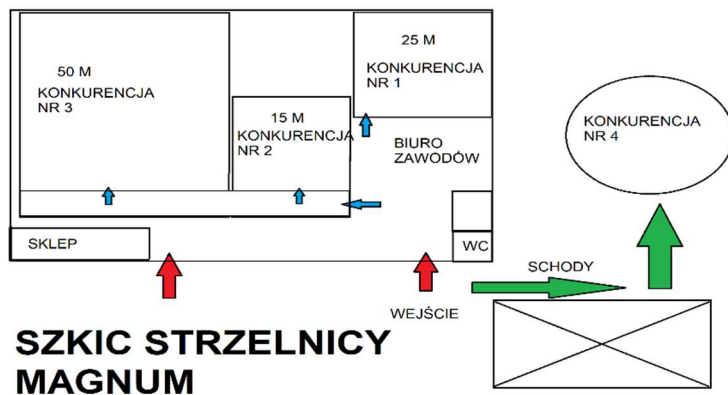 50 M
KONKURENCJA
NR 3
15 M
KONKURENCJA
NR 2
25 M
KONKURENCJA
NR 1
BIURO
ZAWODÓW
KONKURENCJA
NR 4
SKLEP
WC
SCHODY
WEJŚCIE
SZKIC STRZELNICY
MAGNUM